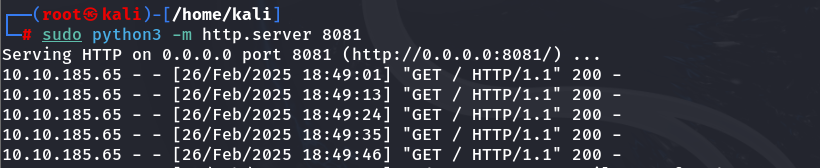 ┌──(root㉿kali)-[/home/kali]
└─# sudo python3 -m http.server 8081
Serving HTTP on 0.0.0.0 port 8081 (http://0.0.0.0:8081/) ...
10.10.185.65 - - [26/Feb/2025 18:49:01] "GET / HTTP/1.1" 200 -
10.10.185.65 - - [26/Feb/2025 18:49:13] "GET / HTTP/1.1" 200 -
10.10.185.65 - - [26/Feb/2025 18:49:24] "GET / HTTP/1.1" 200 -
10.10.185.65 - - [26/Feb/2025 18:49:35] "GET / HTTP/1.1" 200 -
10.10.185.65 - - [26/Feb/2025 18:49:46] "GET / HTTP/1.1" 200 -